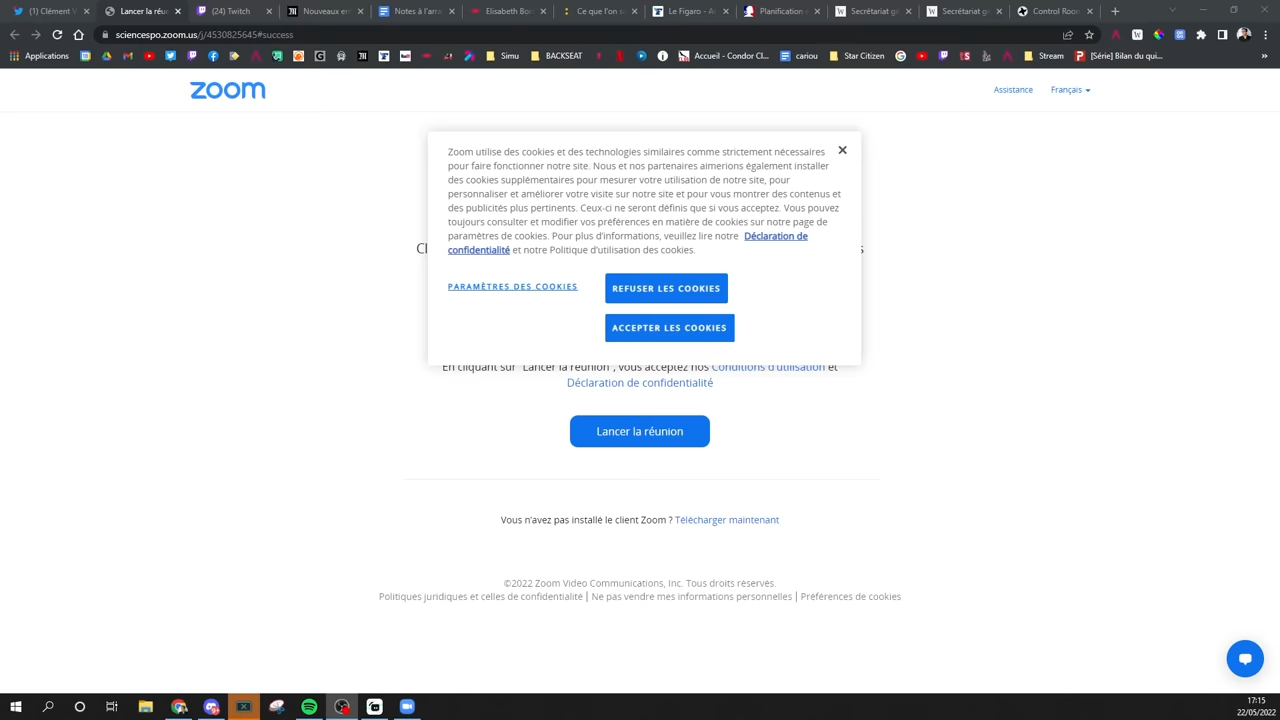 (1) Clément V
Lancer la réu
(24) Twitch
Nouveaux en
Notes à l'arr
Elisabeth Bor
Ce que l'on s
Le Figaro - A
Planification
Secrétariat g
Secrétariat g
Control Room
sciencespo.zoom.us/j/4530825645#success
Applications
Simu
BACKSEAT
Accueil - Condor Cl...
cariou
Star Citizen
Stream
[Série] Bilan du qui...
zoom
Assistance
Français
Zoom utilise des cookies et des technologies similaires comme strictement nécessaires
pour faire fonctionner notre site. Nous et nos partenaires aimerions également installer
des cookies supplémentaires pour mesurer votre utilisation de notre site, pour
personnaliser et améliorer votre visite sur notre site et pour vous montrer des contenus et
des publicités plus pertinents. Ceux-ci ne seront définis que si vous acceptez. Vous pouvez
toujours consulter et modifier vos préférences en matière de cookies sur notre page de
paramètres de cookies. Pour plus d'informations, veuillez lire notre Déclaration de
confidentialité et notre Politique d'utilisation des cookies.
PARAMÈTRES DES COOKIES
REFUSER LES COOKIES
ACCEPTER LES COOKIES
En cliquant sur "Lancer la réunion", vous acceptez nos Conditions d'utilisation et
Déclaration de confidentialité
Lancer la réunion
Vous n'avez pas installé le client Zoom ? Télécharger maintenant
©2022 Zoom Video Communications, Inc. Tous droits réservés.
Politiques juridiques et celles de confidentialité | Ne pas vendre mes informations personnelles | Préférences de cookies
17:15
22/05/2022